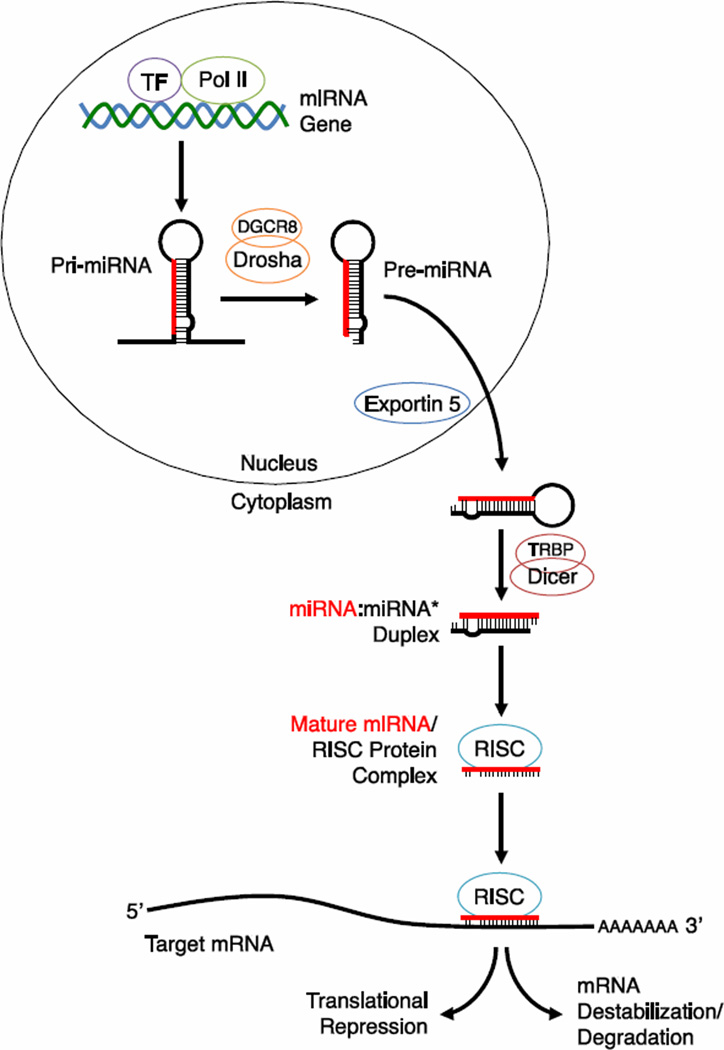 TF
Pol II
mIRNA
Gene
Pri-miRNA
DGCR8
Drosha
Pre-miRNA
Exportin 5
Nucleus
Cytoplasm
TRBP
Dicer
miRNA:miRNA*
Duplex
Mature mIRNA/
RISC Protein
Complex
RISC
RISC
5’
AAAAAAA 3’
Target mRNA
Translational
Repression
mRNA
Destabilization/
Degradation